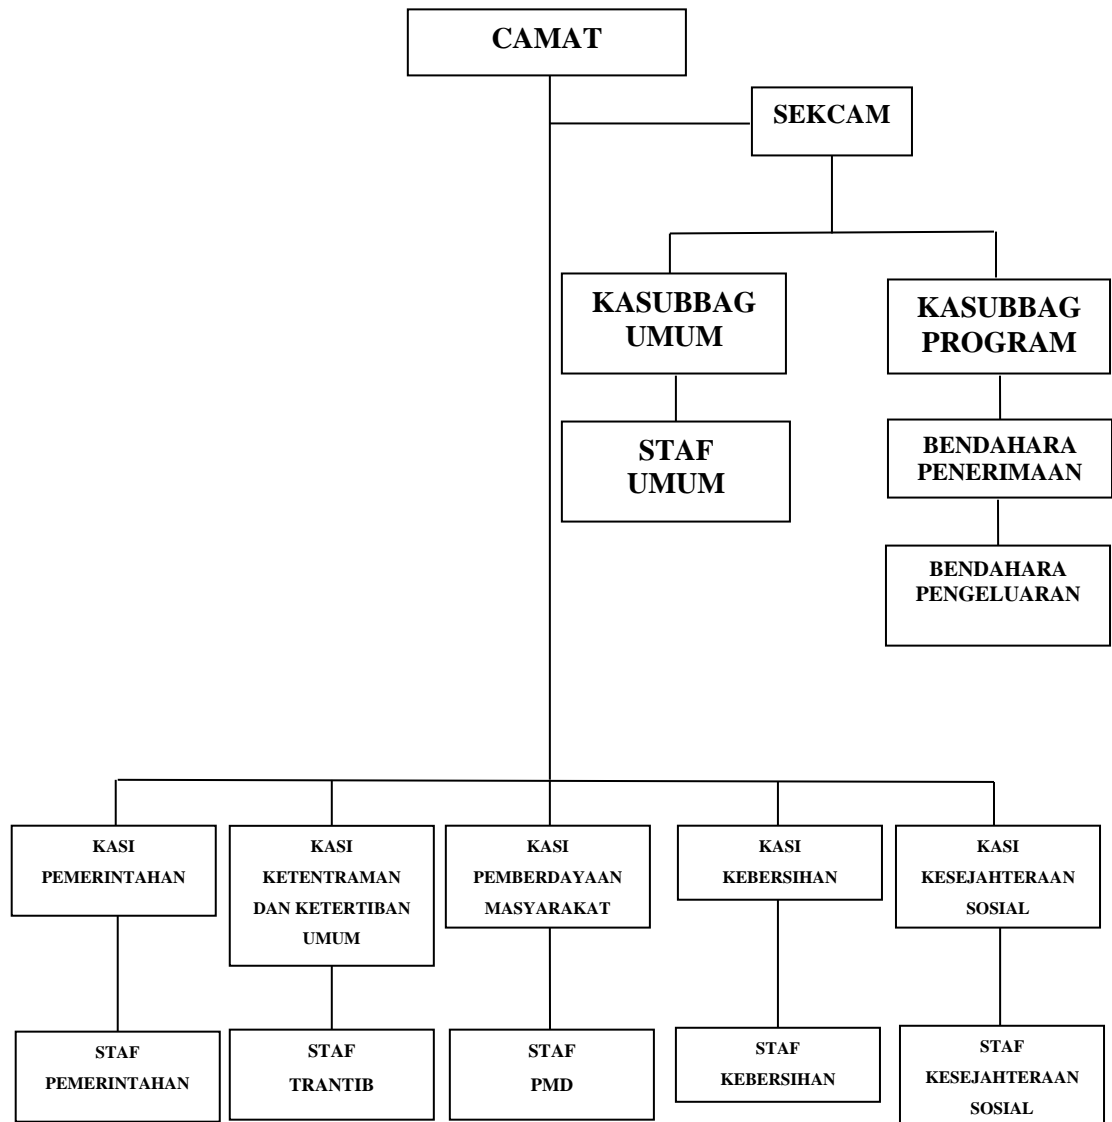 CAMAT
SEKCAM
KASUBBAG
UMUM
KASUBBAG
PROGRAM
STAF
UMUM
BENDAHARA
PENERIMAAN
BENDAHARA
PENGELUARAN
KASI
PEMERINTAHAN
KASI
KETENTRAMAN
DAN KETERTIBAN
UMUM
KASI
PEMBERDAYAAN
MASYARAKAT
KASI
KEBERSIHAN
KASI
KESEJAHTERAAN
SOSIAL
STAF
PEMERINTAHAN
STAF
TRANTIB
STAF
PMD
STAF
KEBERSIHAN
STAF
KESEJAHTERAAN
SOSIAL